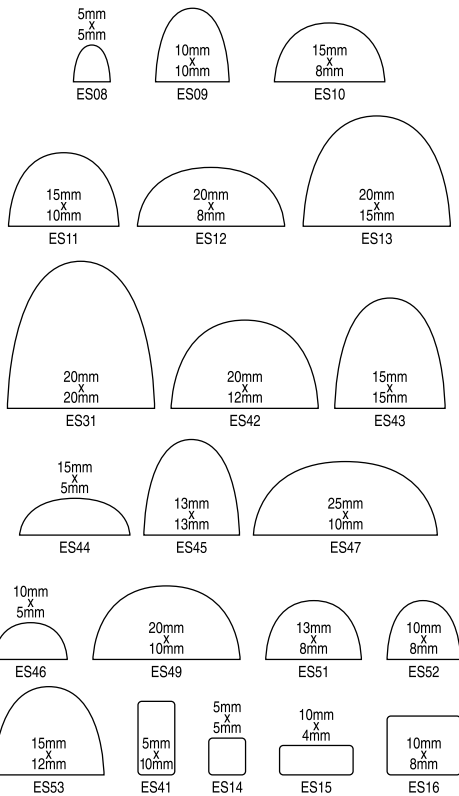 5mm
x
5mm
ES08
10mm
x
10mm
ES09
15mm
x
8mm
ES10
15mm
x
10mm
ES11
20mm
x
8mm
ES12
20mm
x
15mm
ES13
20mm
x
20mm
ES31
20mm
x
12mm
ES42
15mm
x
15mm
ES43
15mm
x
5mm
ES44
13mm
x
13mm
ES45
25mm
x
10mm
ES47
10mm
x
5mm
ES46
20mm
x
10mm
ES49
13mm
x
8mm
ES51
10mm
x
8mm
ES52
15mm
x
12mm
ES53
5mm
x
10mm
ES41
5mm
x
5mm
ES14
10mm
x
4mm
ES15
10mm
x
8mm
ES16